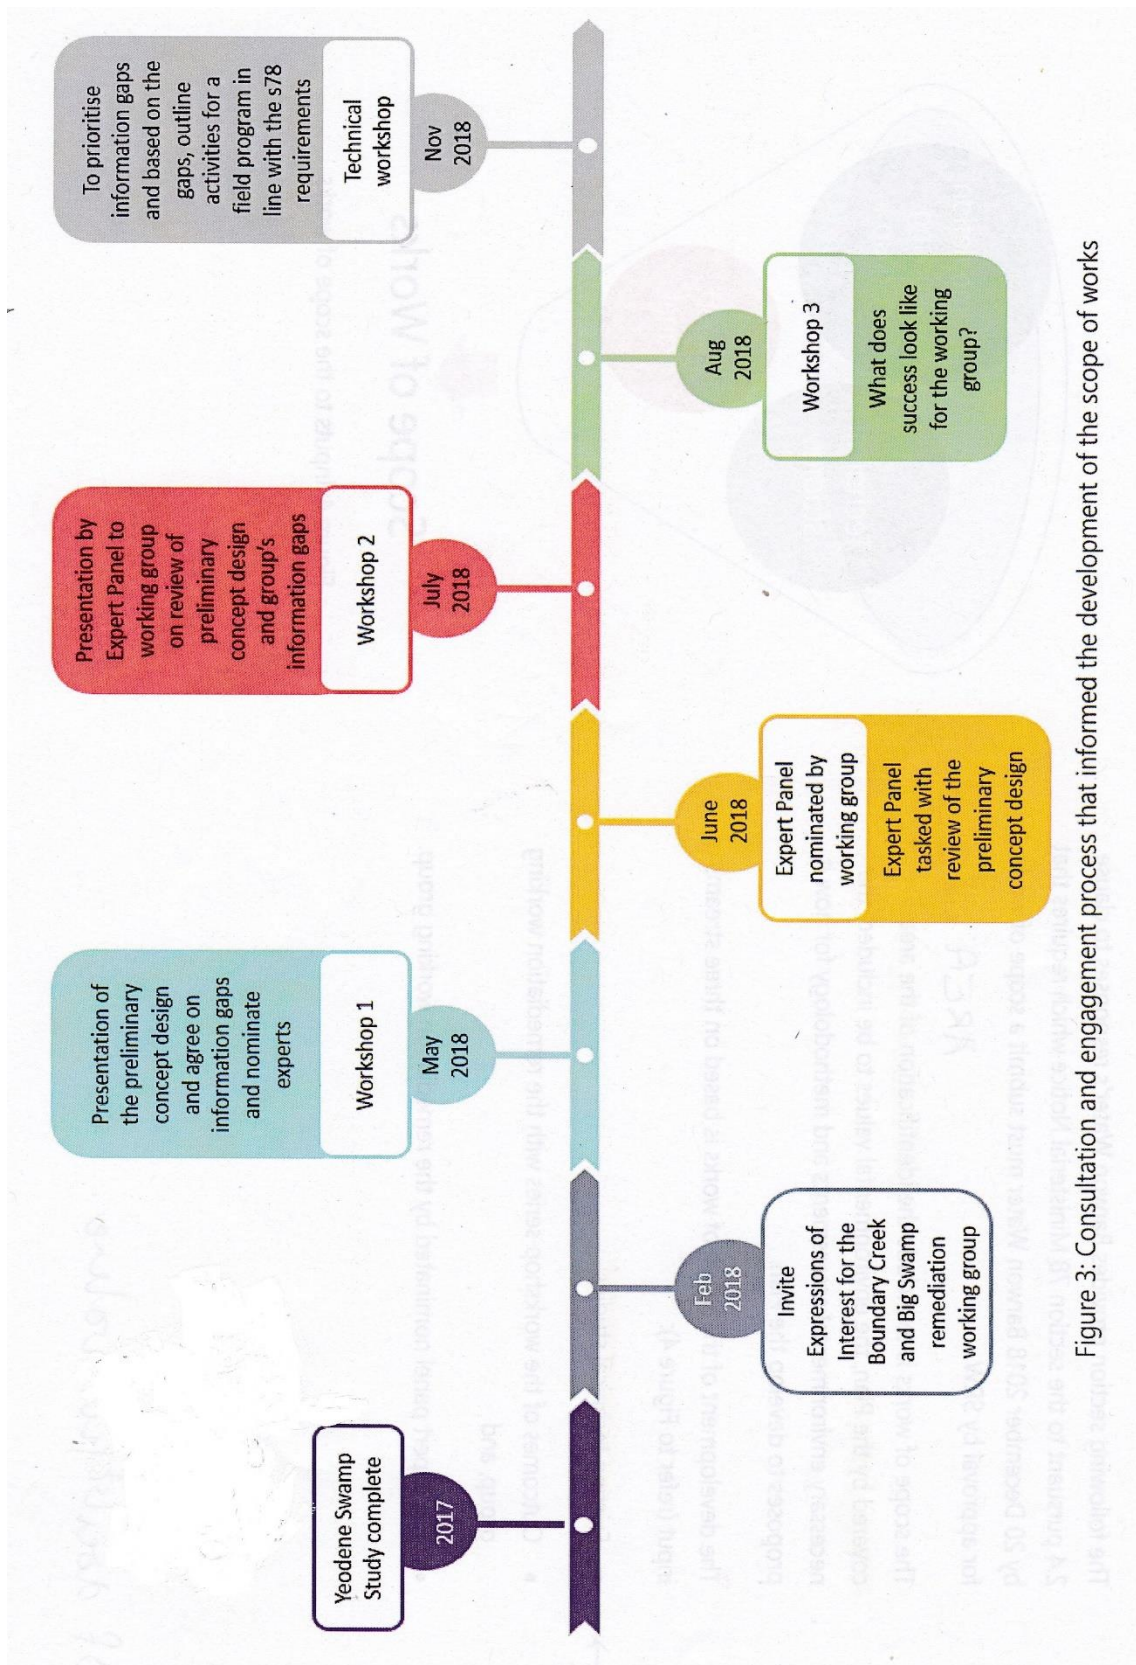 Yeodene Swamp
Study complete
2017
Feb
2018
Invite
Expressions of
Interest for the
Boundary Creek
and Big Swamp
remediation
working group
Presentation of
the preliminary
concept design
and agree on
information gaps
and nominate
experts
Workshop 1
May
2018
June
2018
Expert Panel
nominated by
working group
Expert Panel
tasked with
review of the
preliminary
concept design
Presentation by
Expert Panel to
working group
on review of
preliminary
concept design
and group's
information gaps
Workshop 2
July
2018
Aug
2018
Workshop 3
What does
success look like
for the working
group?
To prioritise
information gaps
and based on the
gaps, outline
activities for a
field program in
line with the s78
requirements
Technical
workshop
Nov
2018
Figure 3: Consultation and engagement process that informed the development of the scope of works